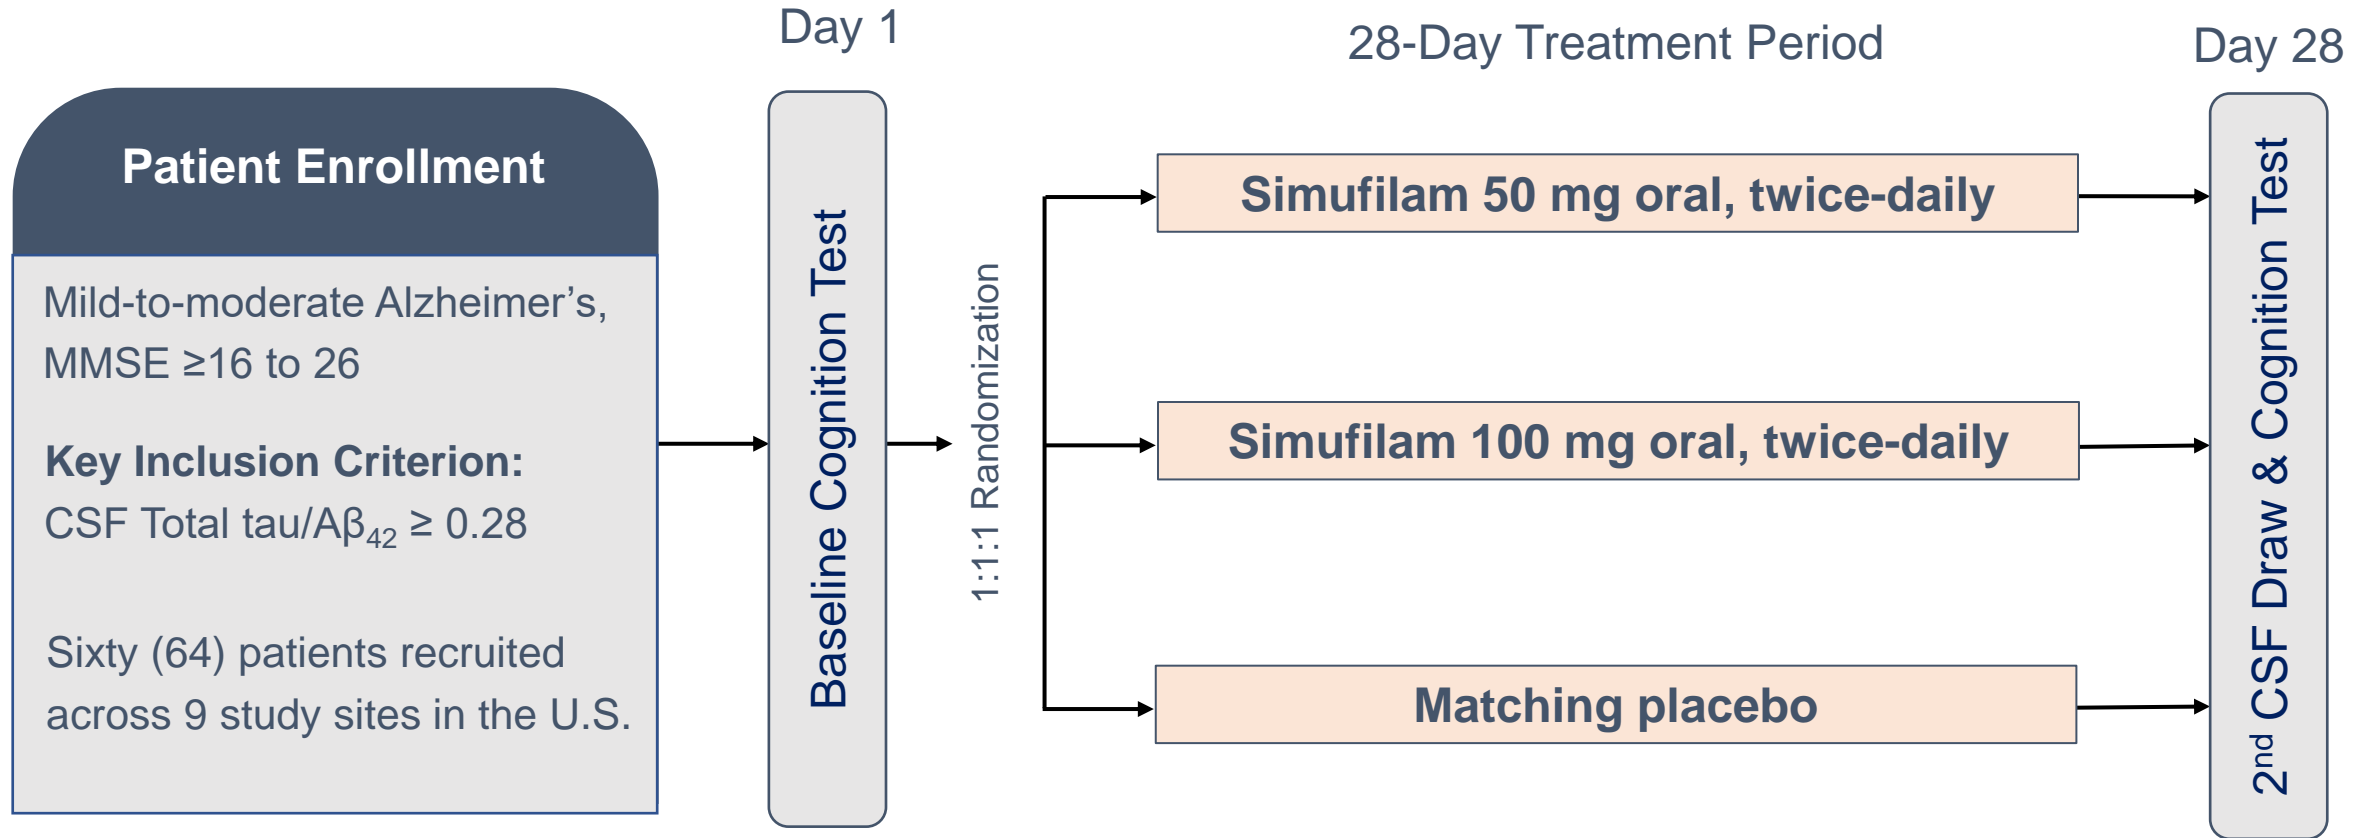 Day 1
28-Day Treatment Period
Day 28
Patient Enrollment
Mild-to-moderate Alzheimer’s,
MMSE ≥16 to 26
Key Inclusion Criterion:
CSF Total tau/Aβ₄₂ ≥ 0.28
Sixty (64) patients recruited
across 9 study sites in the U.S.
Baseline Cognition Test
1:1:1 Randomization
Simufilam 50 mg oral, twice-daily
Simufilam 100 mg oral, twice-daily
Matching placebo
2ⁿᵈ CSF Draw & Cognition Test